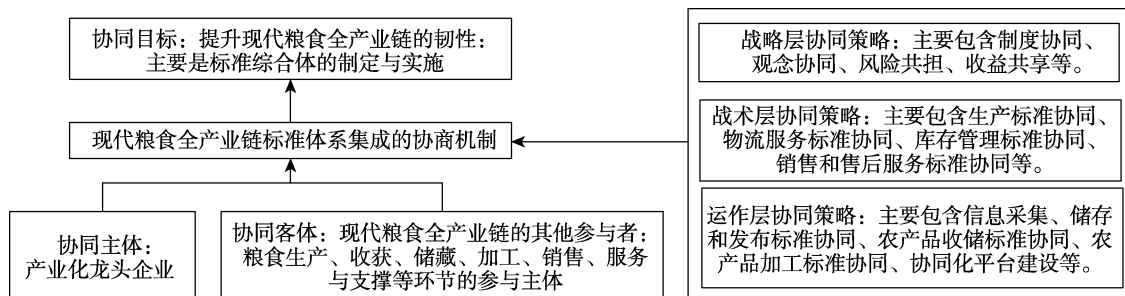 协同目标：提升现代粮食全产业链的韧性：
主要是标准综合体的制定与实施
现代粮食全产业链标准体系集成的协商机制
协同主体：
产业化龙头企业
协同客体：现代粮食全产业链的其他参与者：
粮食生产、收获、储藏、加工、销售、服务
与支撑等环节的参与主体
战略层协同策略：主要包含制度协同、
观念协同、风险共担、收益共享等。
战术层协同策略：主要包含生产标准协同、
物流服务标准协同、库存管理标准协同、
销售和售后服务标准协同等。
运作层协同策略：主要包含信息采集、储存
和发布标准协同、农产品收储标准协同、农
产品加工标准协同、协同化平台建设等。